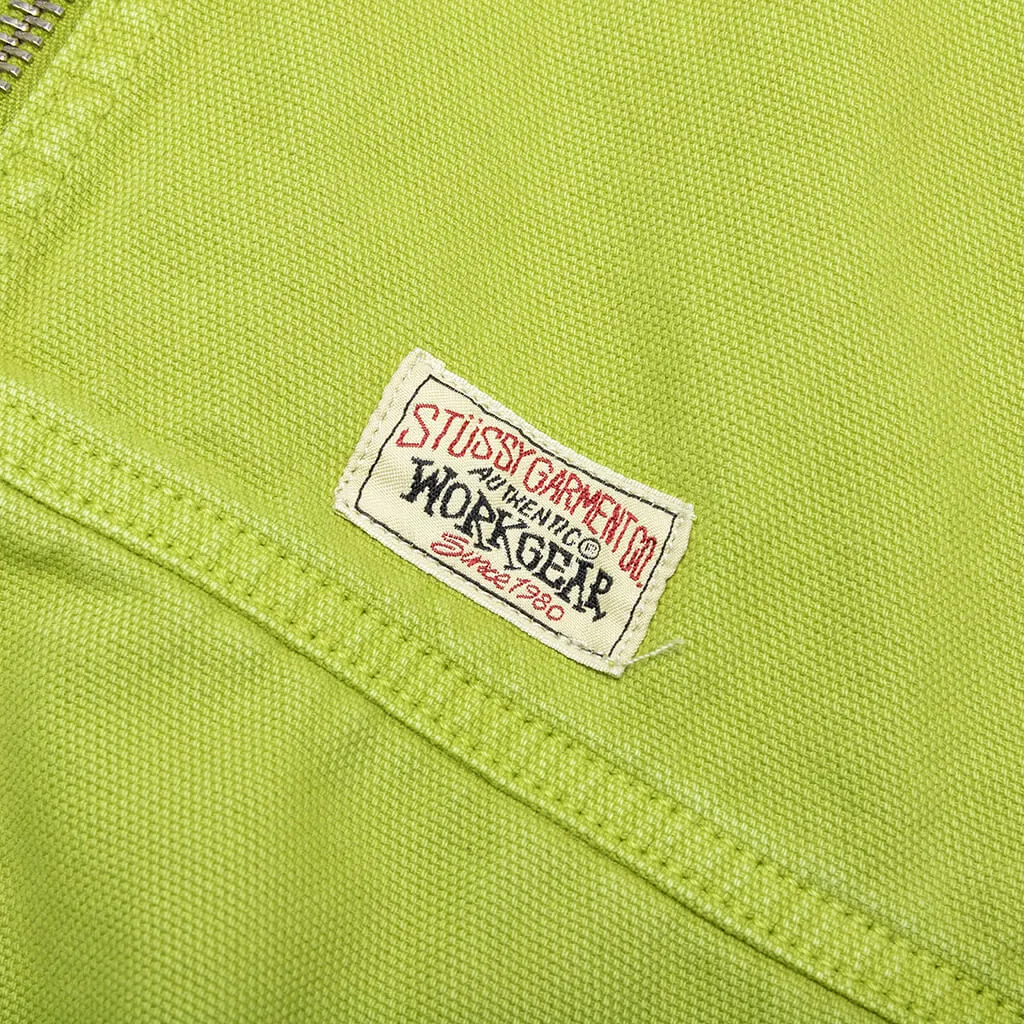 STÜSSY GARMENT CO.
AUTHENTIC ®
WORKGEAR
Since 1980